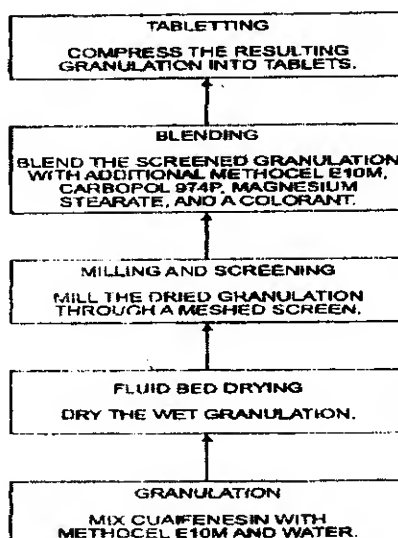 TABLETTING
COMPRESS THE RESULTING
GRANULATION INTO TABLETS.
BLENDING
BLEND THE SCREENED GRANULATION
WITH ADDITIONAL METHOCEL E10M,
CARBOPOL 974P, MAGNESIUM
STEARATE, AND A COLORANT.
MILLING AND SCREENING
MILL THE DRIED GRANULATION
THROUGH A MESHED SCREEN.
FLUID BED DRYING
DRY THE WET GRANULATION.
GRANULATION
MIX GUAIFENESIN WITH
METHOCEL E10M AND WATER.